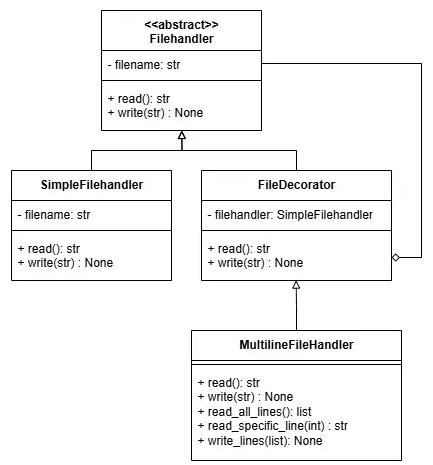 <<abstract>>
Filehandler
- filename: str
+ read(): str
+ write(str) : None
SimpleFilehandler
- filename: str
+ read(): str
+ write(str) : None
FileDecorator
- filehandler: SimpleFilehandler
+ read(): str
+ write(str) : None
MultilineFileHandler
+ read(): str
+ write(str) : None
+ read_all_lines(): list
+ read_specific_line(int) : str
+ write_lines(list): None